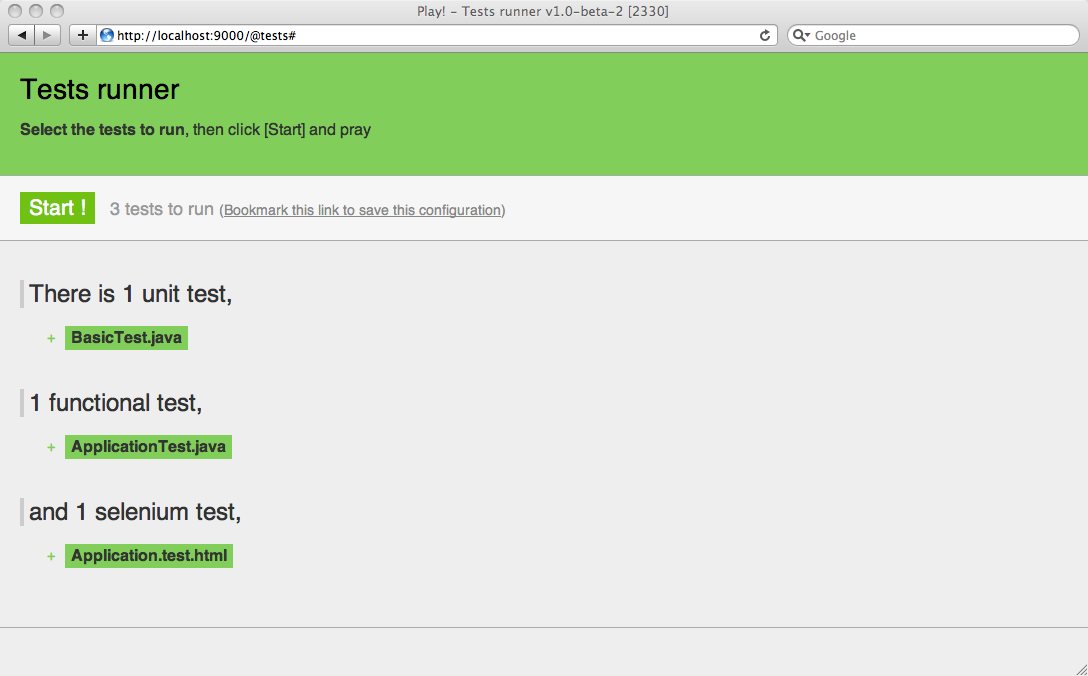 Play! – Tests runner v1.0-beta-2 [2330]
http://localhost:9000/@tests#
Google
Tests runner
Select the tests to run, then click [Start] and pray
Start ! 3 tests to run (Bookmark this link to save this configuration)
There is 1 unit test,
+ BasicTest.java
1 functional test,
+ ApplicationTest.java
and 1 selenium test,
+ Application.test.html